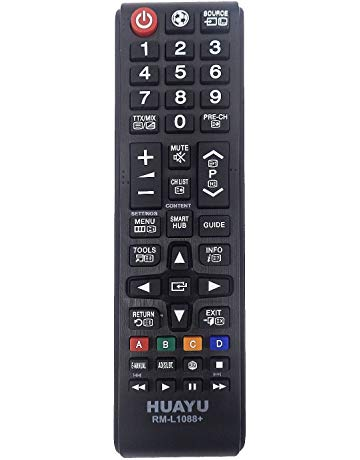 SOURCE
1 2 3
4 5 6
7 8 9
TTX/MIX 0 PRE-CH
MUTE
P
CH LIST
CONTENT
SETTINGS
MENU SMART HUB GUIDE
TOOLS INFO
RETURN EXIT
A B C D
E-MANUAL AD/SUBT.
HUAYU
RM-L1088+